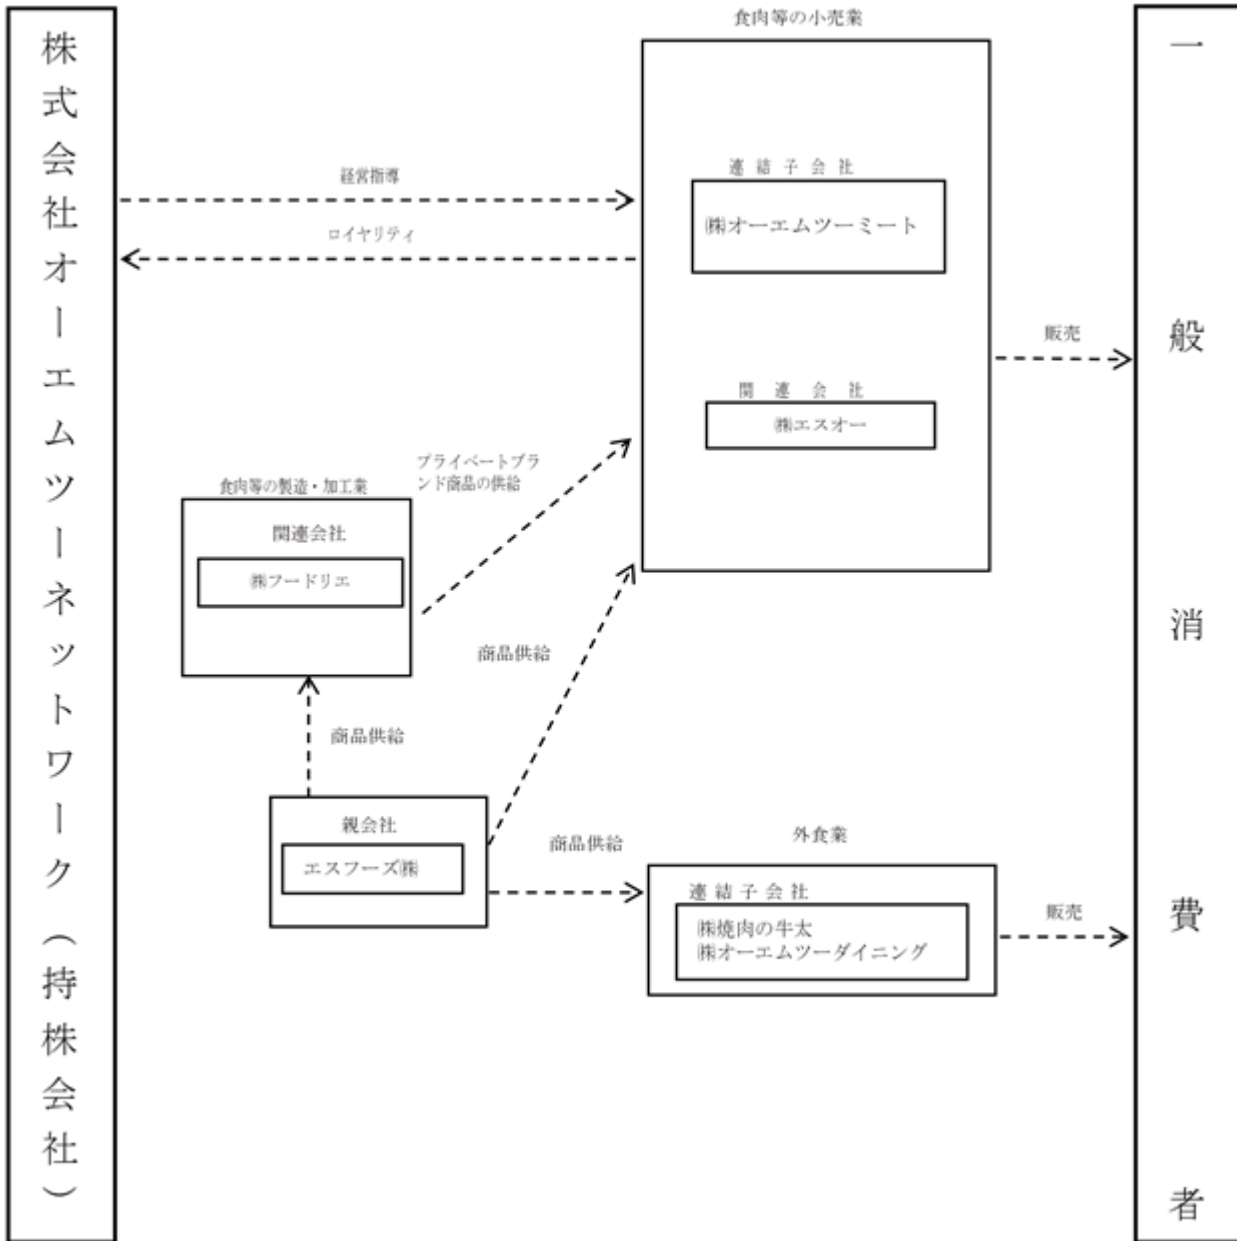 株式会社オーエムツーネットワーク（持株会社）
食肉等の小売業
連結子会社
㈱オーエムツーミート
関連会社
㈱エスオー
経営指導
ロイヤリティ
販売
プライベートブラ
ンド商品の供給
食肉等の製造・加工業
関連会社
㈱フードリエ
商品供給
商品供給
親会社
エスフーズ㈱
商品供給
外食業
連結子会社
㈱焼肉の牛太
㈱オーエムツーダイニング
販売
一般消費者